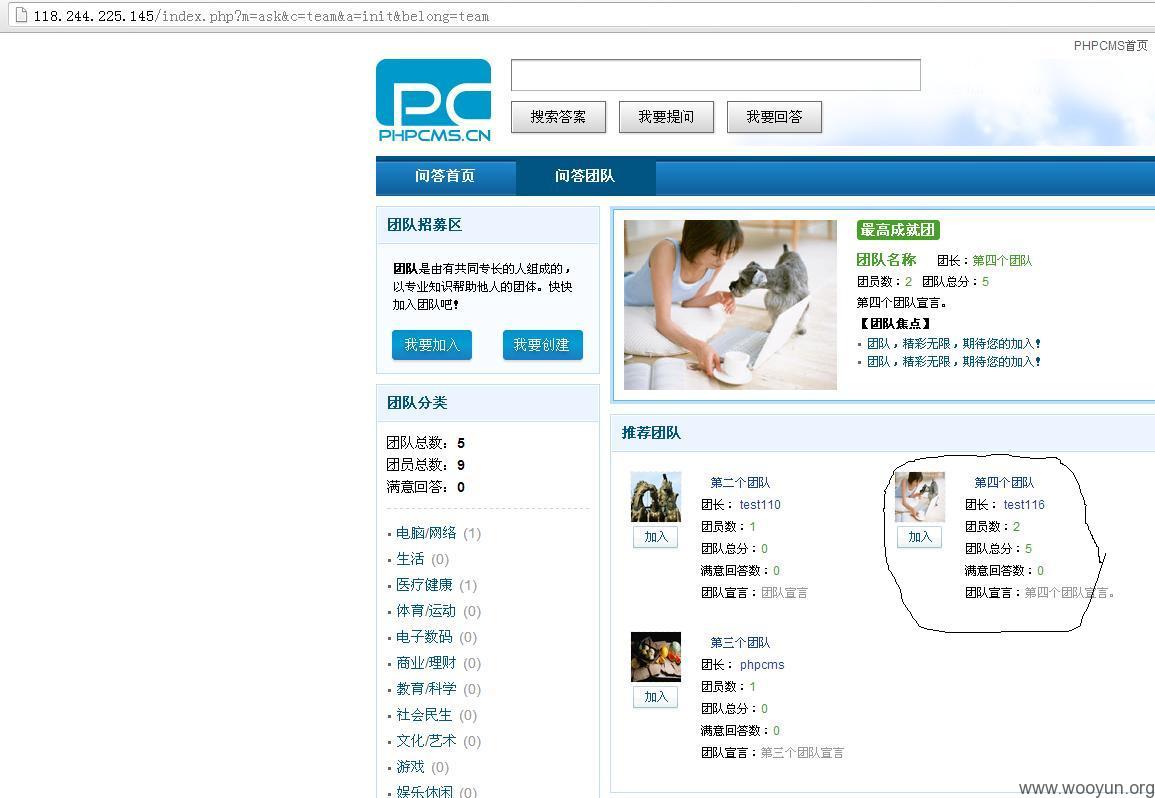 118.244.225.145/index.php?m=ask&c=team&a=init&belong=team
PHPCMS首页
PC
PHPCMS.CN
搜索答案 我要提问 我要回答
问答首页 问答团队
团队招募区
团队是由有共同专长的人组成的，
以专业知识帮助他人的团体。快快
加入团队吧！
我要加入 我要创建
团队分类
团队总数：5
团员总数：9
满意回答：0
电脑/网络 (1)
生活 (0)
医疗健康 (1)
体育/运动 (0)
电子数码 (0)
商业/理财 (0)
教育/科学 (0)
社会民生 (0)
文化/艺术 (0)
游戏 (0)
娱乐休闲 (0)
最高成就团
团队名称 团长：第四个团队
团员数：2 团队总分：5
第四个团队宣言。
【团队焦点】
团队，精彩无限，期待您的加入！
团队，精彩无限，期待您的加入！
推荐团队
第二个团队
团长： test110
团员数：1
加入
团队总分：0
满意回答数：0
团队宣言：团队宣言
第四个团队
团长： test116
团员数：2
加入
团队总分：5
满意回答数：0
团队宣言：第四个团队宣言。
第三个团队
团长： phpcms
团员数：1
加入
团队总分：0
满意回答数：0
团队宣言：第三个团队宣言
www.wooyun.org